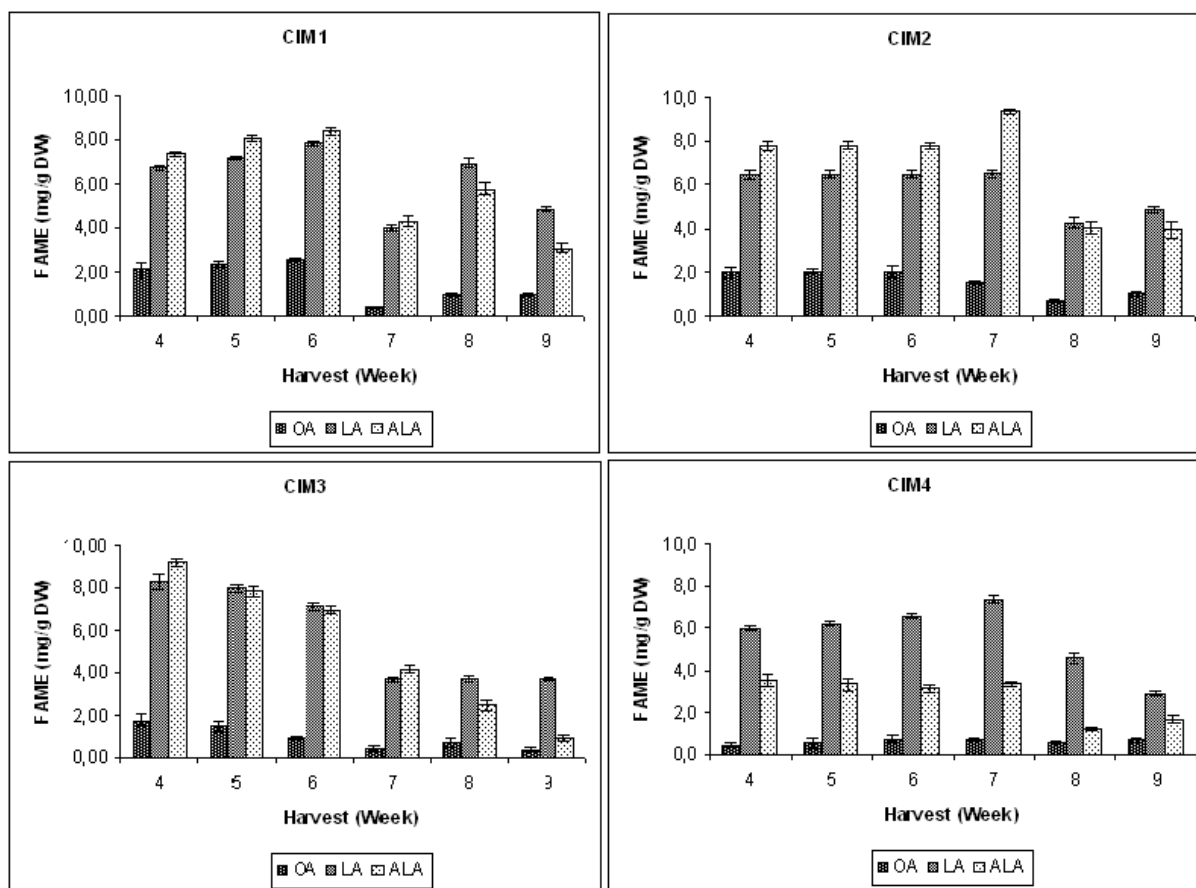 CIM1
FAME (mg/g DW)
10,00
8,00
6,00
4,00
2,00
0,00
4 5 6 7 8 9
Harvest (Week)
OA LA ALA
CIM2
FAME (mg/g DW)
10,0
8,0
6,0
4,0
2,0
0,0
4 5 6 7 8 9
Harvest (Week)
OA LA ALA
CIM3
FAME (mg/g DW)
10,00
8,00
6,00
4,00
2,00
0,00
4 5 6 7 8 9
Harvest (Week)
OA LA ALA
CIM4
FAME (mg/g DW)
10,0
8,0
6,0
4,0
2,0
0,0
4 5 6 7 8 9
Harvest (Week)
OA LA ALA